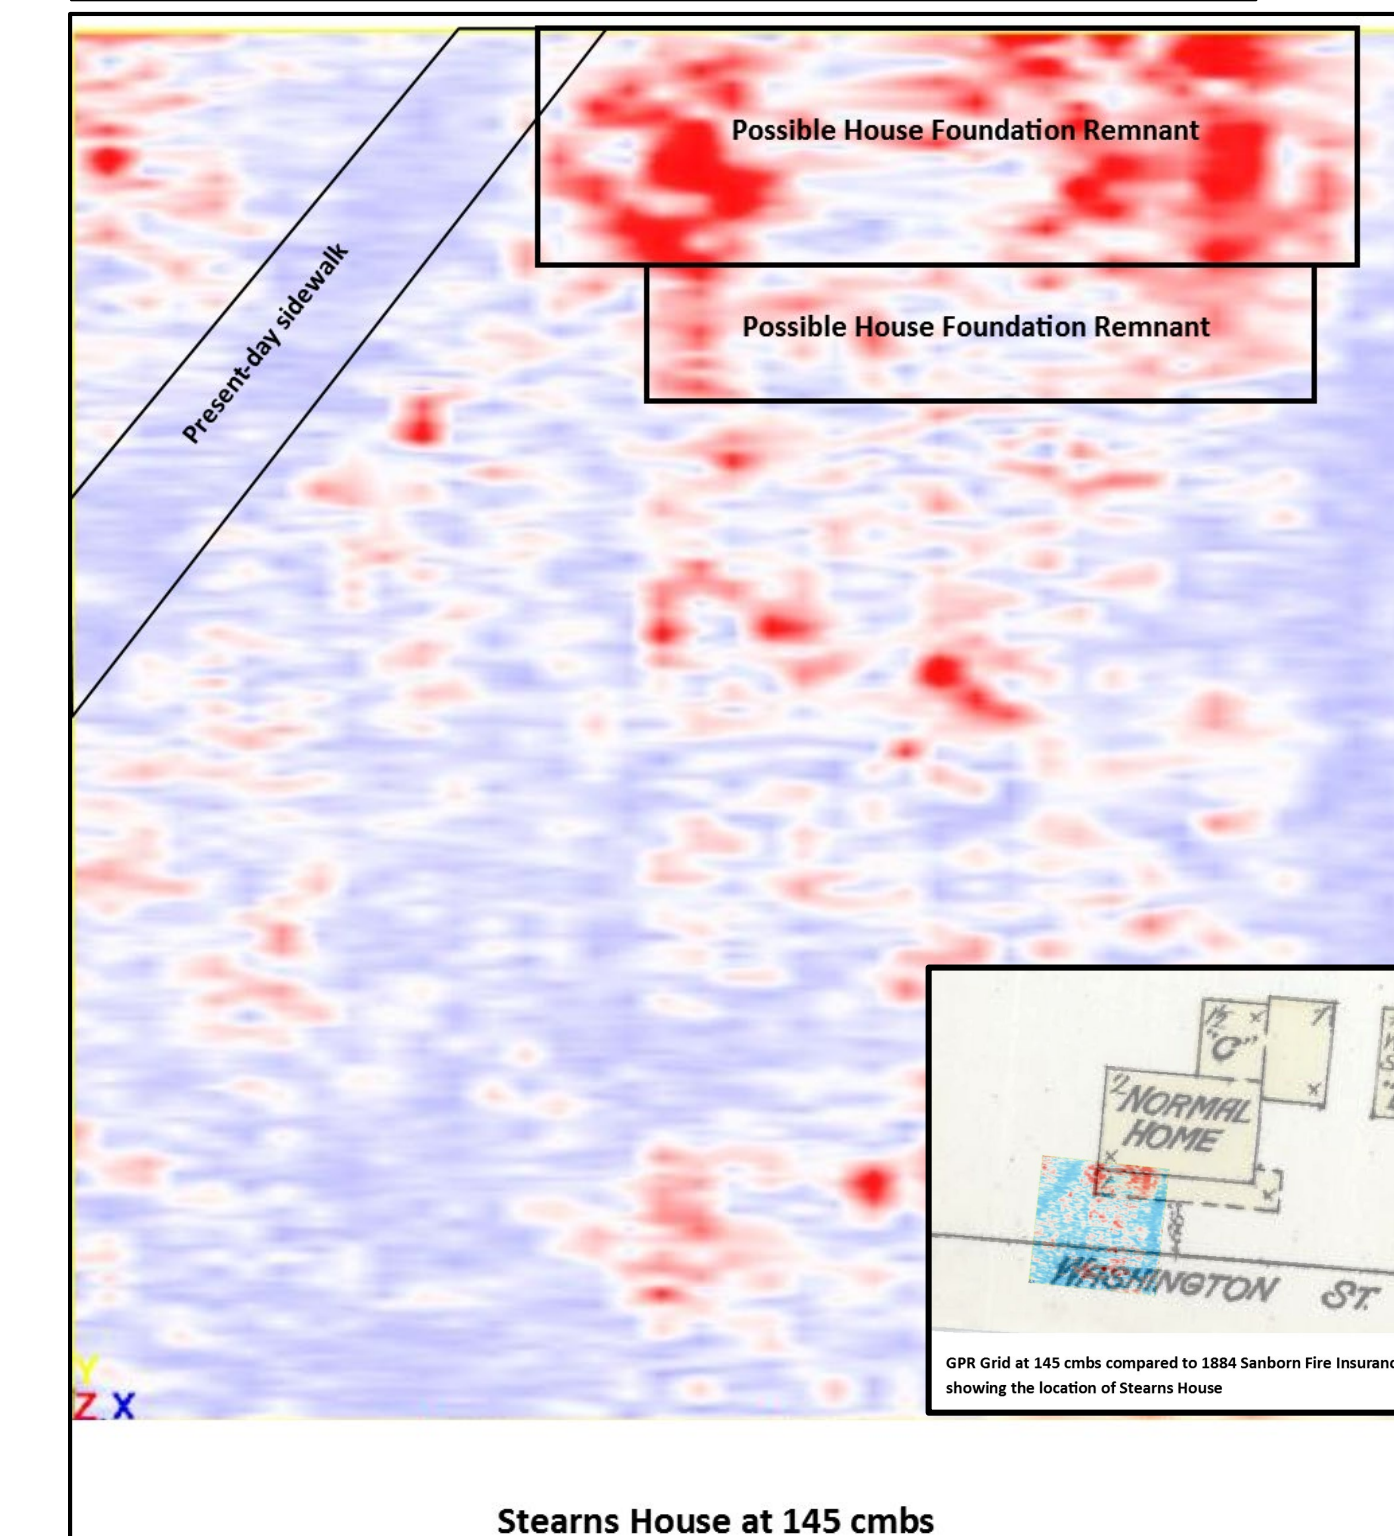 Possible House Foundation Remnant
Present-day sidewalk
Possible House Foundation Remnant
1½ X 1
"C" X
2 NORMAL
HOME
X
X
WASHINGTON ST.
GPR Grid at 145 cmbs compared to 1884 Sanborn Fire Insuranc
showing the location of Stearns House
Y
Z X
Stearns House at 145 cmbs